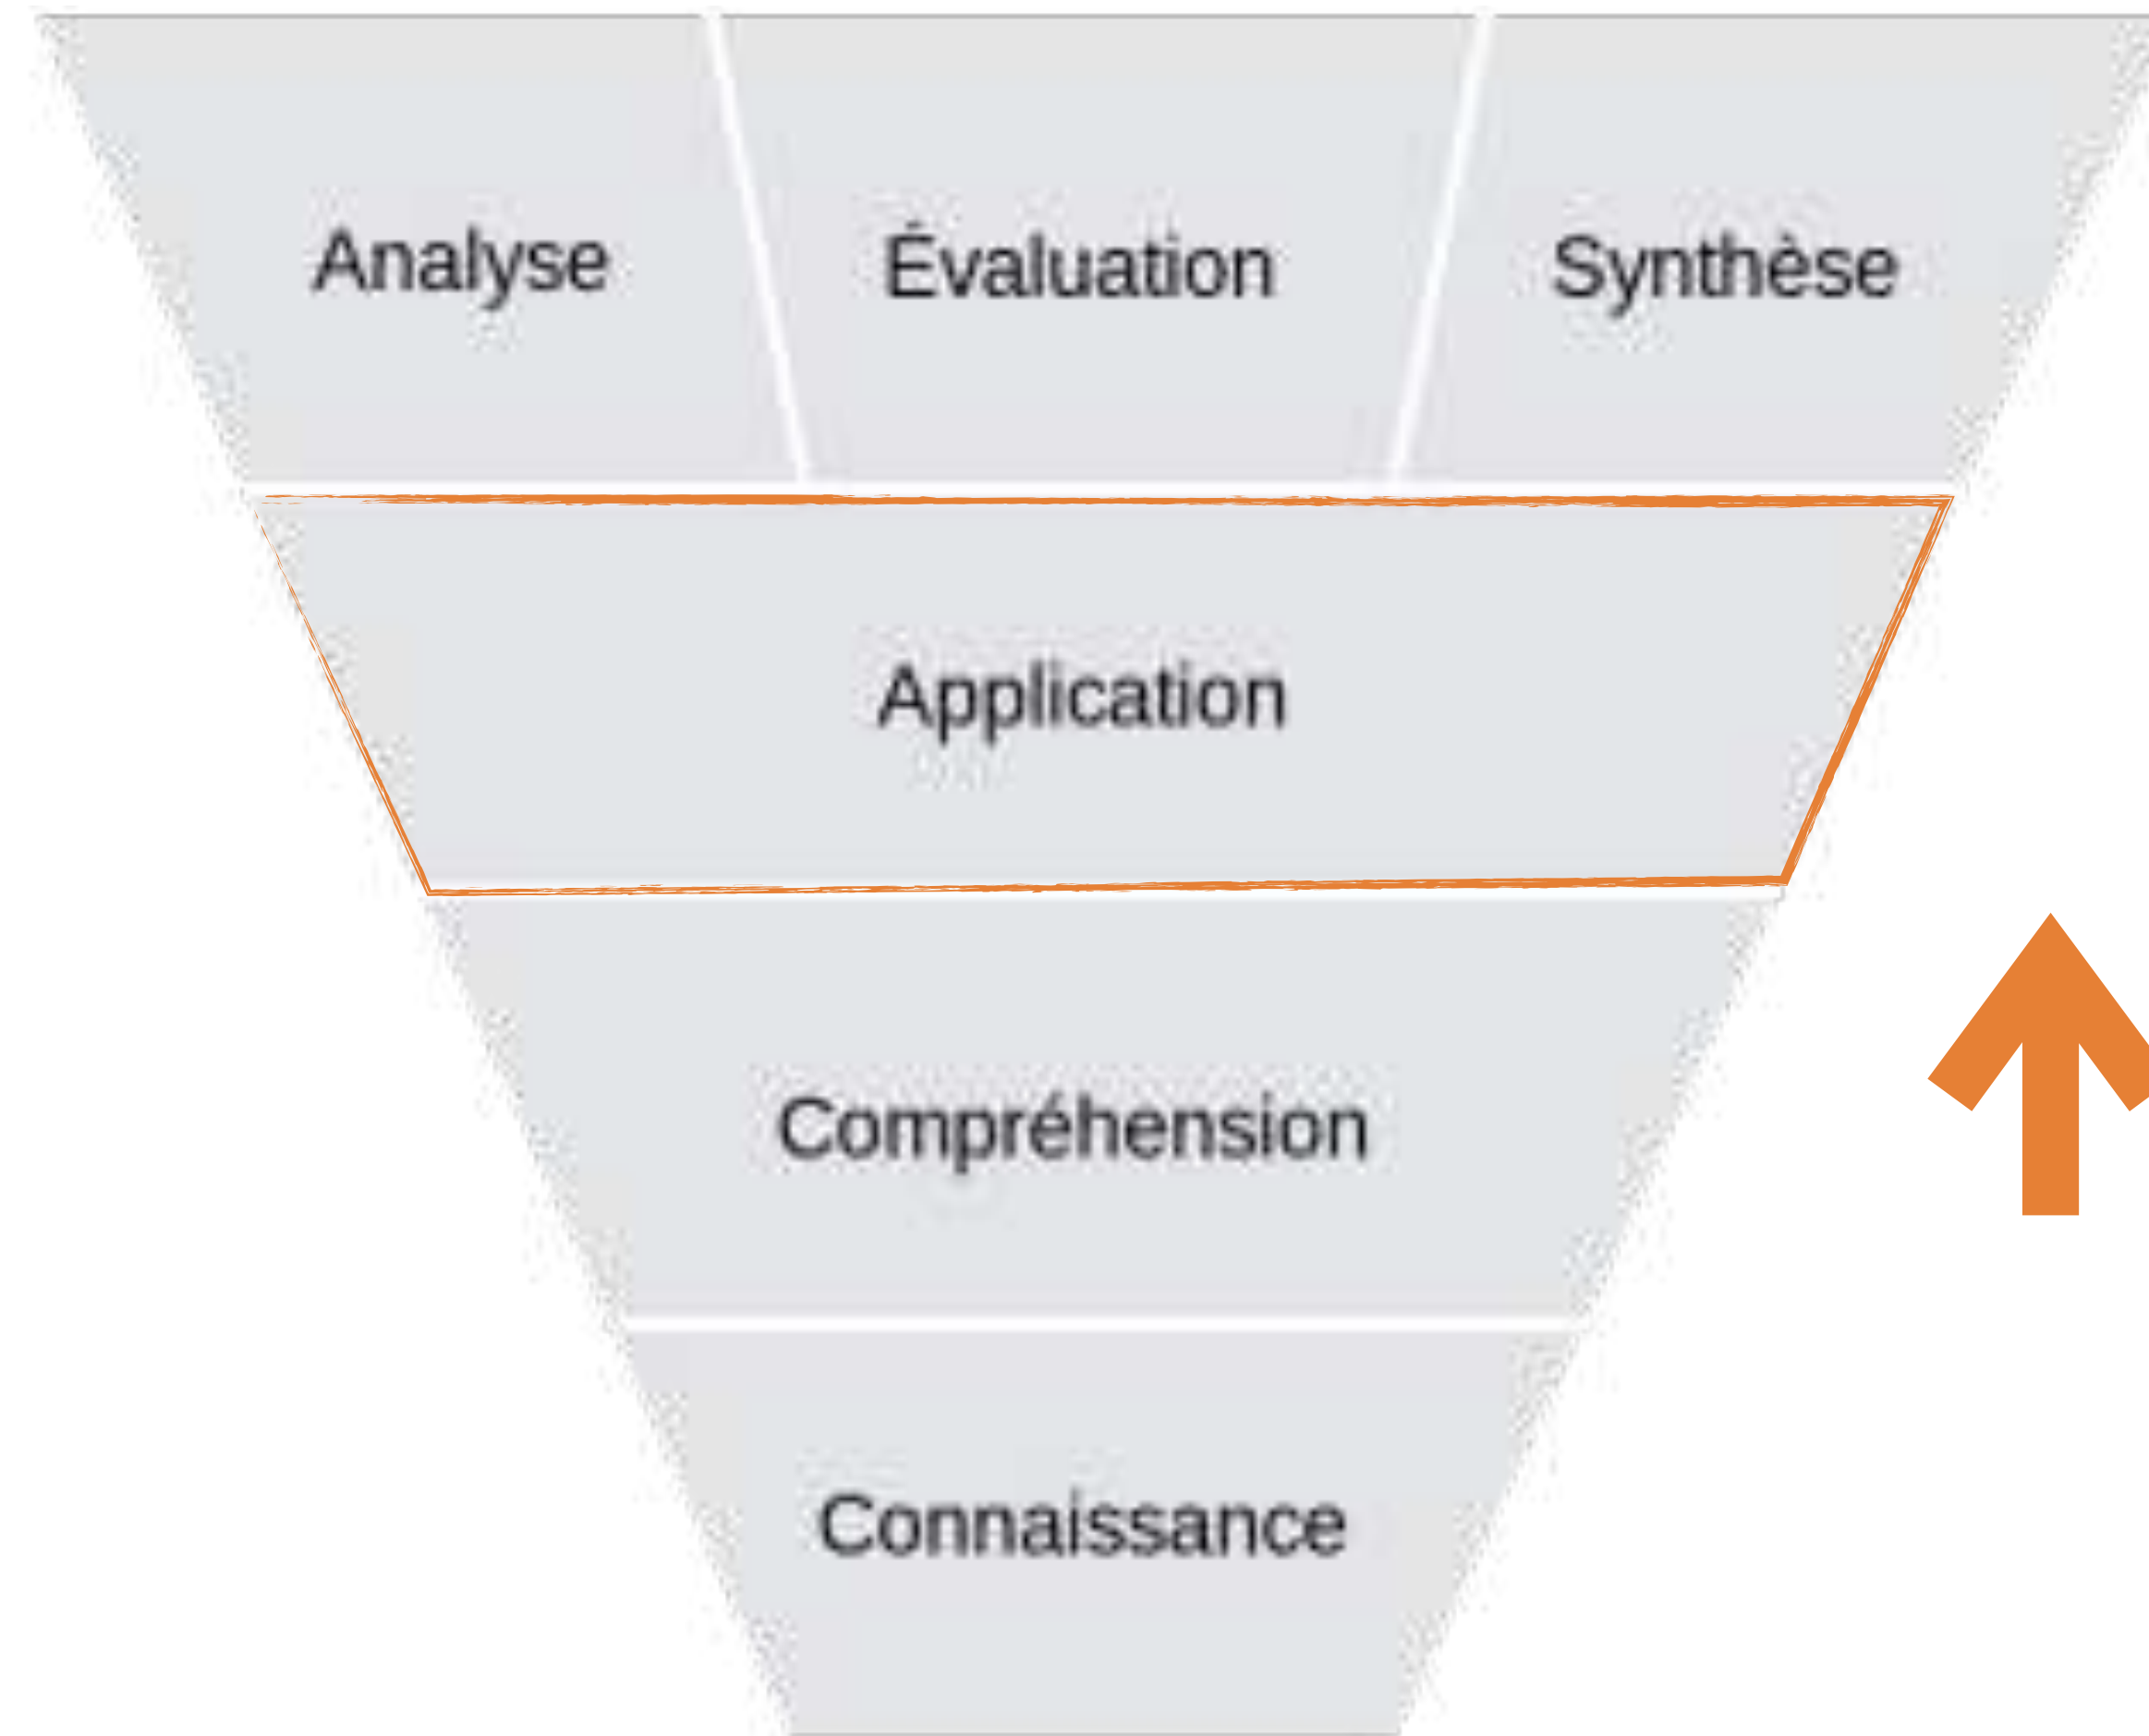 Analyse Évaluation Synthèse
Application
Compréhension
Connaissance